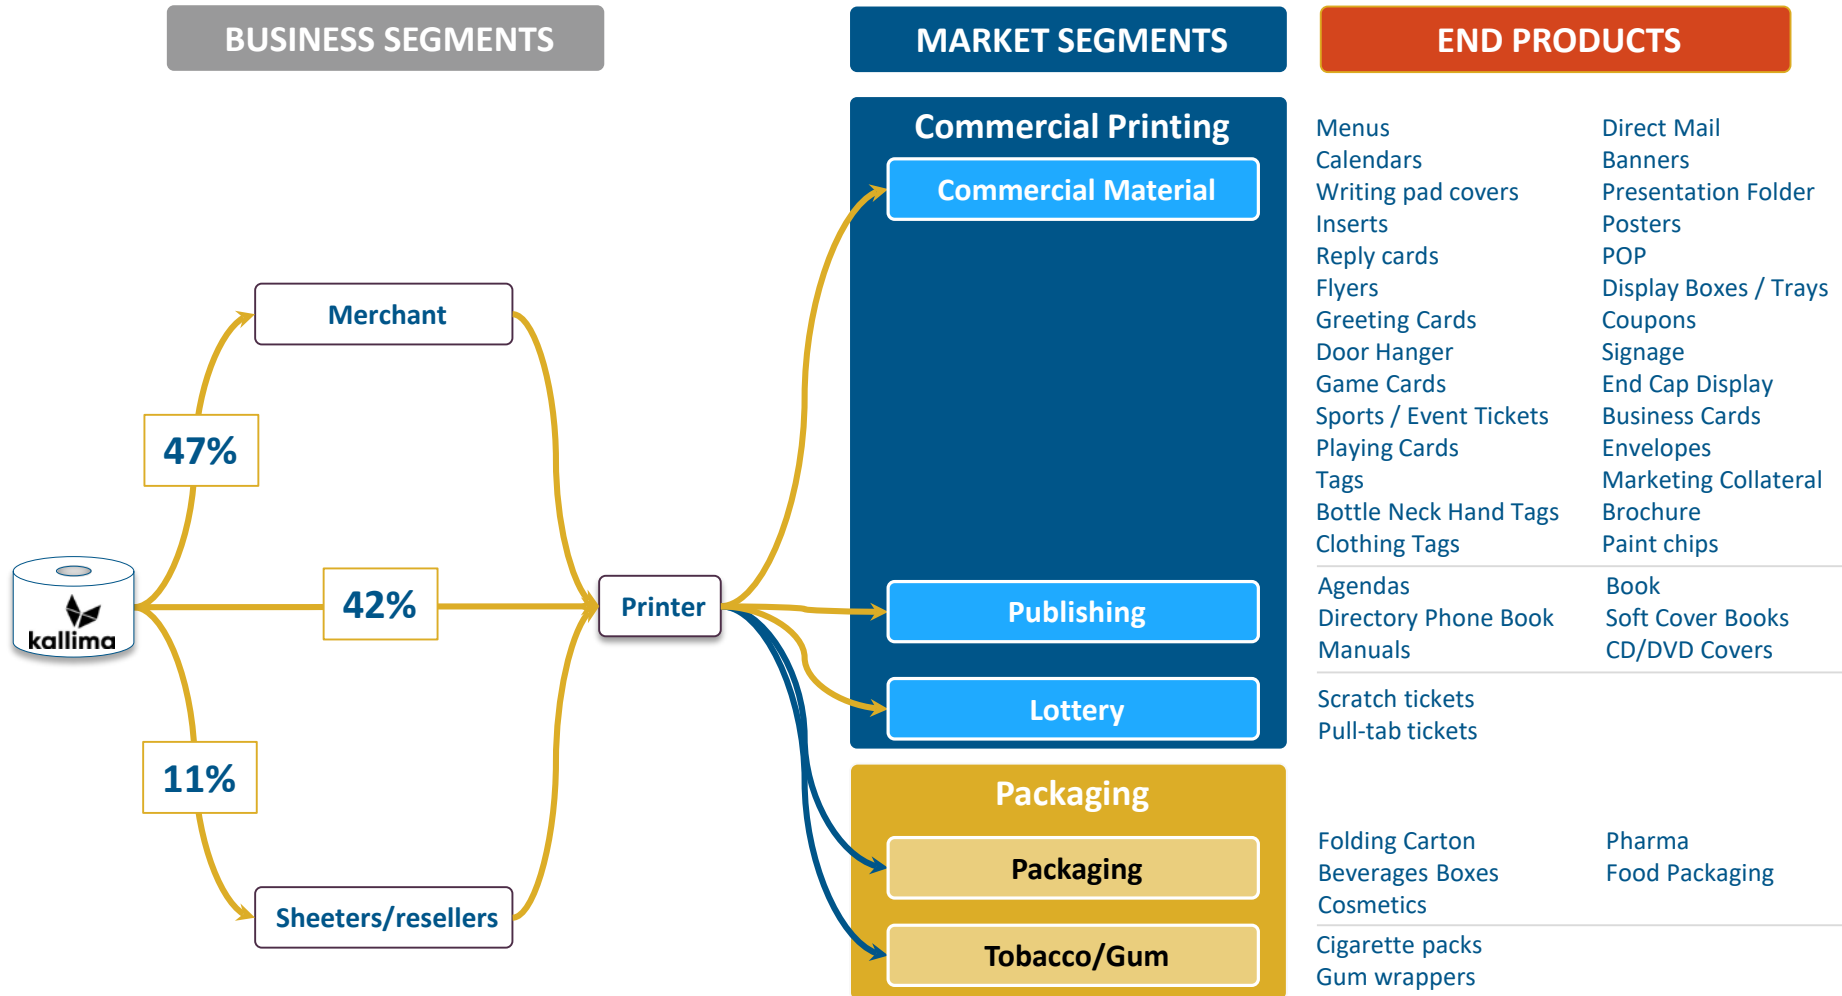 BUSINESS SEGMENTS
MARKET SEGMENTS
END PRODUCTS
Merchant
47%
42%
kallima
11%
Sheeters/resellers
Printer
Commercial Printing
Commercial Material
Publishing
Lottery
Packaging
Packaging
Tobacco/Gum
Menus
Calendars
Writing pad covers
Inserts
Reply cards
Flyers
Greeting Cards
Door Hanger
Game Cards
Sports / Event Tickets
Playing Cards
Tags
Bottle Neck Hand Tags
Clothing Tags
Direct Mail
Banners
Presentation Folder
Posters
POP
Display Boxes / Trays
Coupons
Signage
End Cap Display
Business Cards
Envelopes
Marketing Collateral
Brochure
Paint chips
Agendas
Directory Phone Book
Manuals
Book
Soft Cover Books
CD/DVD Covers
Scratch tickets
Pull-tab tickets
Folding Carton
Beverages Boxes
Cosmetics
Pharma
Food Packaging
Cigarette packs
Gum wrappers